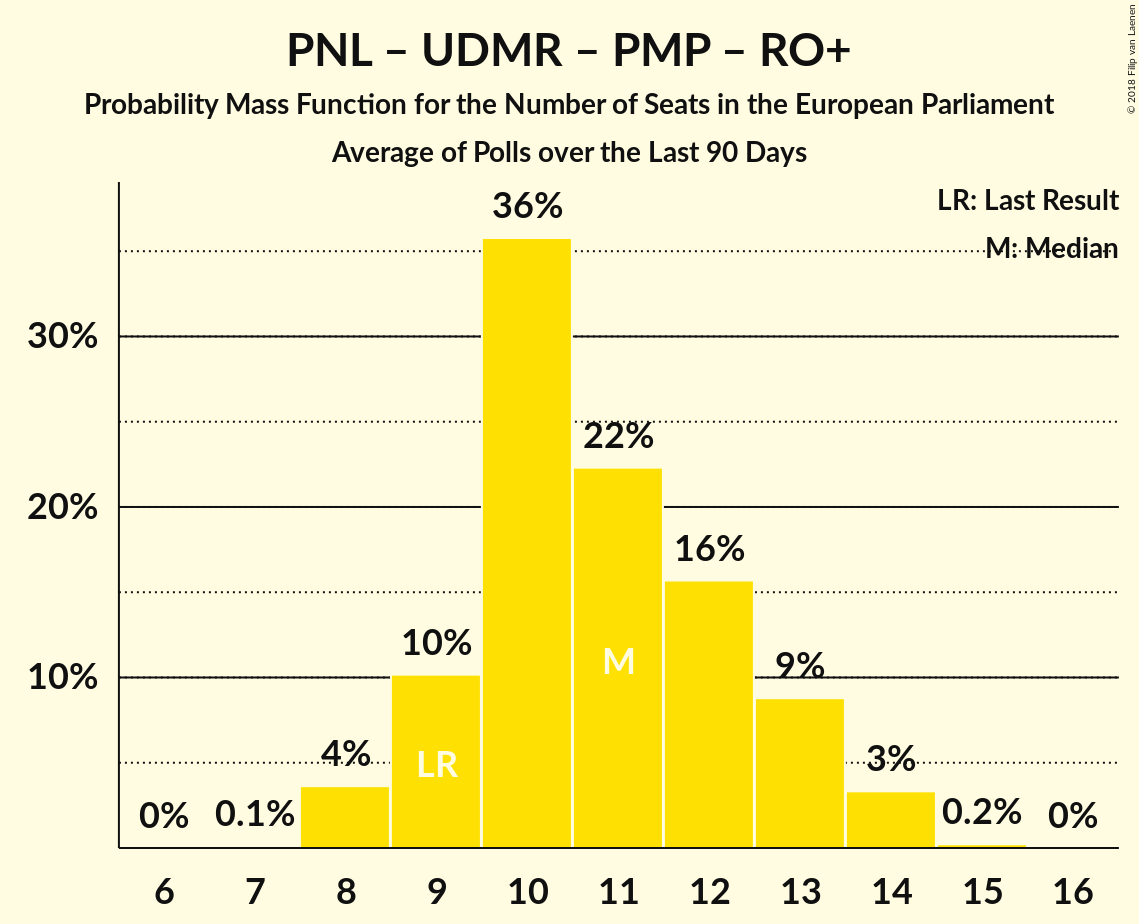 PNL – UDMR – PMP – RO+
Probability Mass Function for the Number of Seats in the European Parliament
Average of Polls over the Last 90 Days
© 2018 Filip van Laenen
LR: Last Result
M: Median
36%
30%
22%
20%
16%
10%
9%
10%
M
4%
LR
3%
0%
0.1%
0.2%
0%
6 7 8 9 10 11 12 13 14 15 16